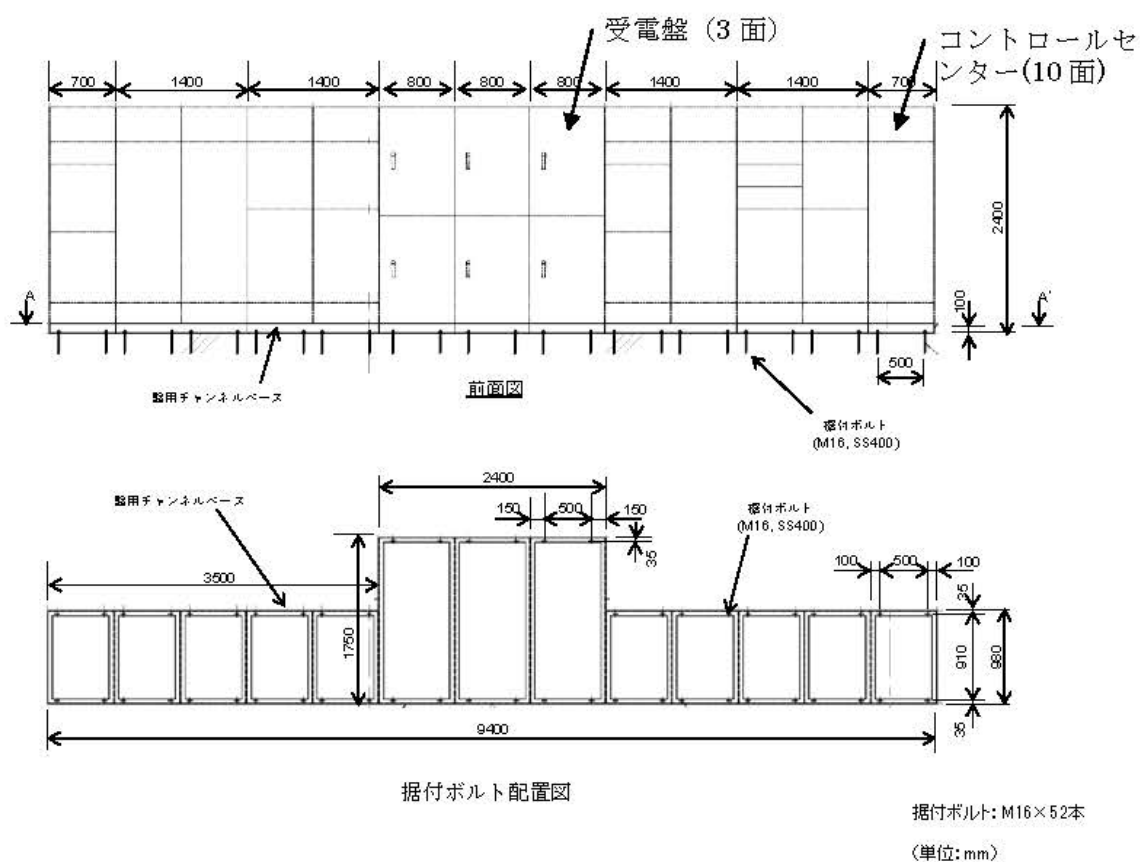 受電盤（3 面）
コントロールセ
ンター(10 面)
700
1400
1400
800
800
800
1400
1400
700
2400
A
A'
100
500
盤用チャンネルベース
前面図
据付ボルト
(M16, SS400)
2400
盤用チャンネルベース
150
500
150
据付ボルト
(M16, SS400)
35
100
500
100
3500
35
1750
910
980
35
9400
据付ボルト配置図
据付ボルト: M16×52本
(単位: mm)